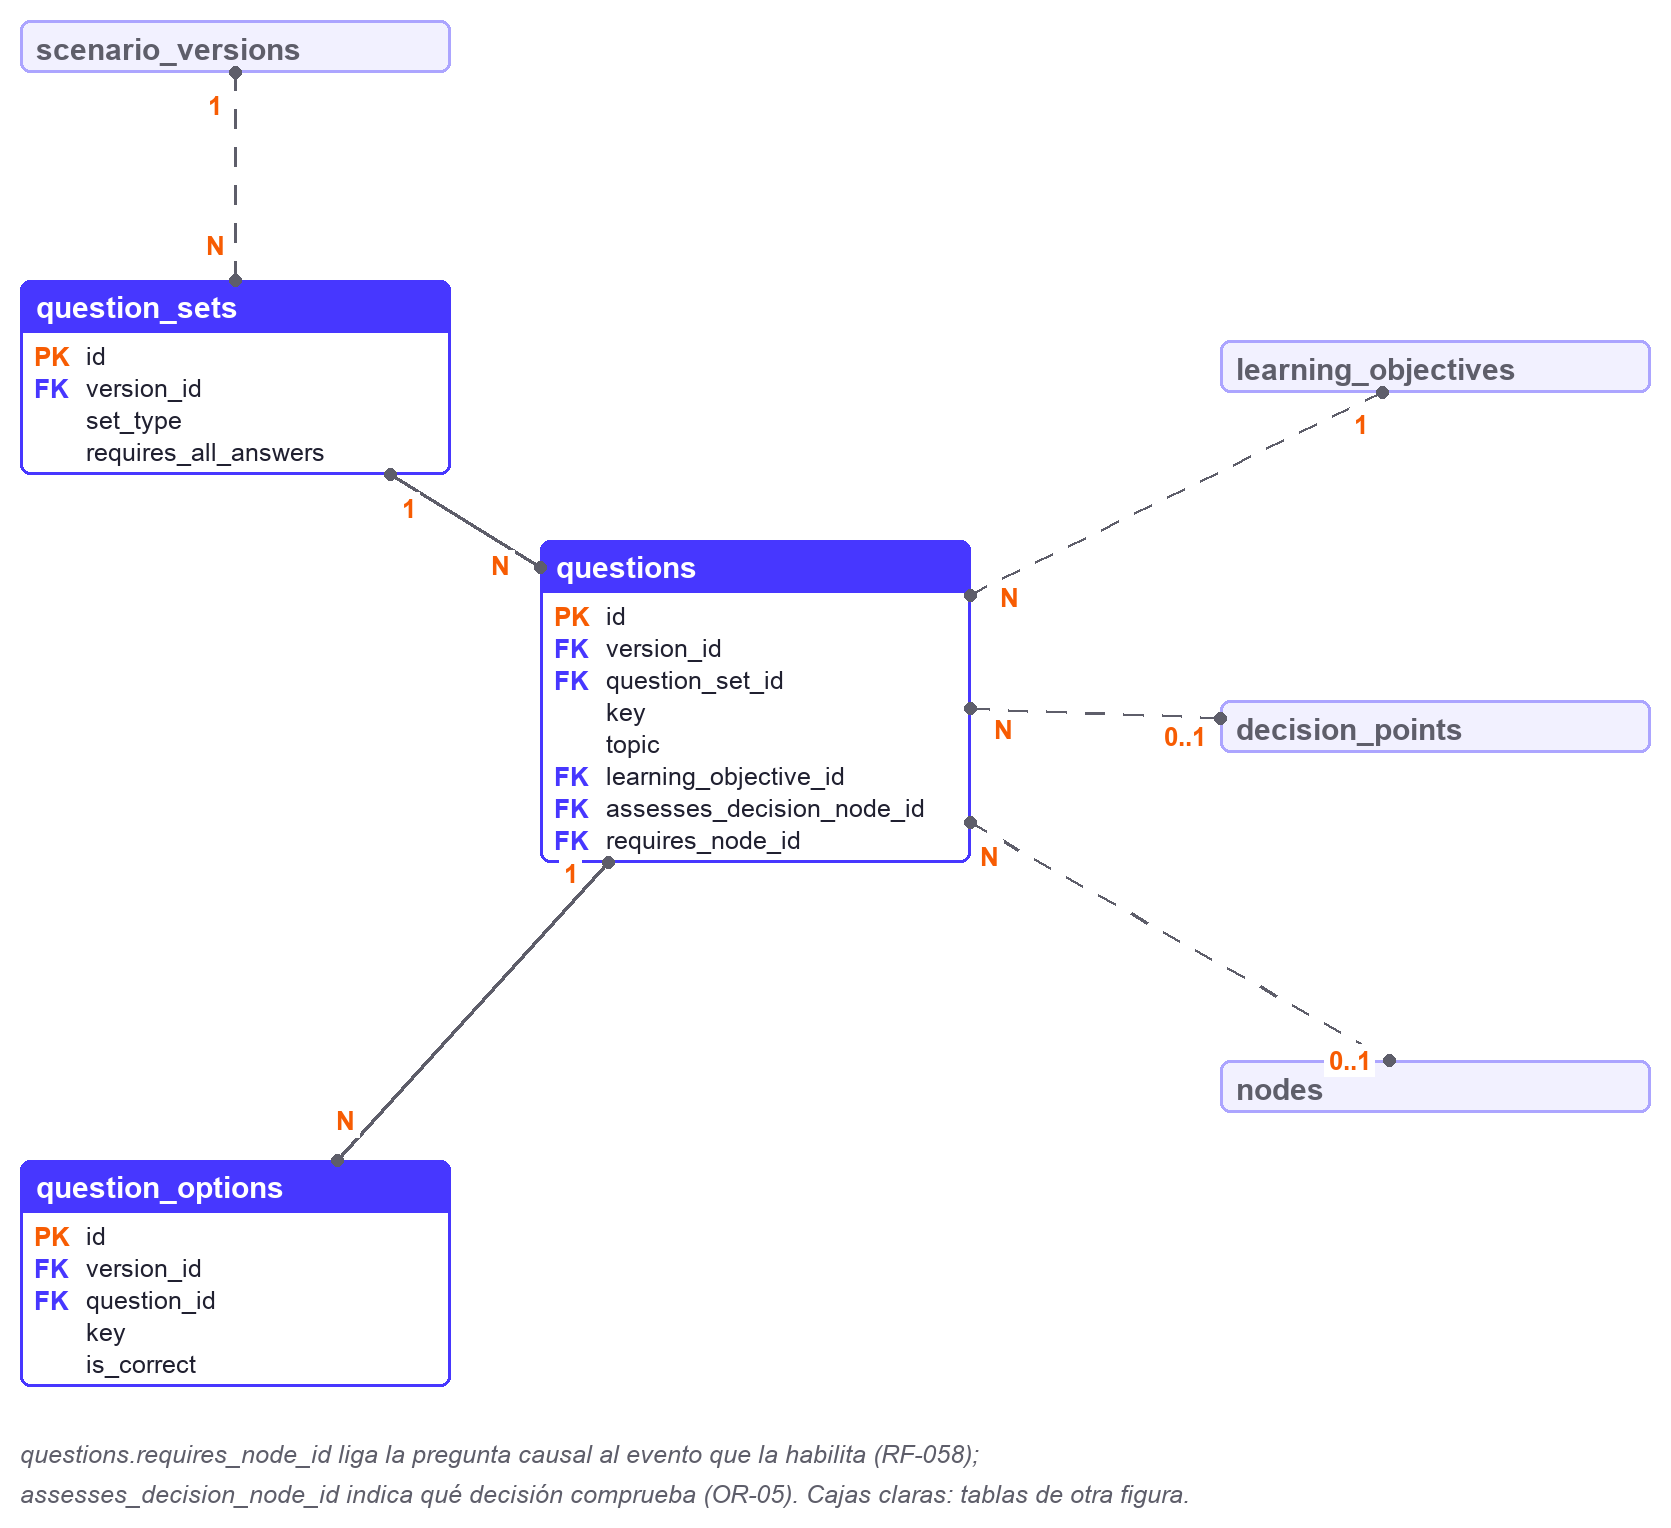 scenario_versions
1
N
question_sets
PK id
FK version_id
set_type
requires_all_answers
1
N
learning_objectives
1
N
questions
PK id
FK version_id
FK question_set_id
key
topic
FK learning_objective_id
FK assesses_decision_node_id
FK requires_node_id
N
0..1
decision_points
N
0..1
nodes
1
N
question_options
PK id
FK version_id
FK question_id
key
is_correct
questions.requires_node_id liga la pregunta causal al evento que la habilita (RF-058);
assesses_decision_node_id indica qué decisión comprueba (OR-05). Cajas claras: tablas de otra figura.